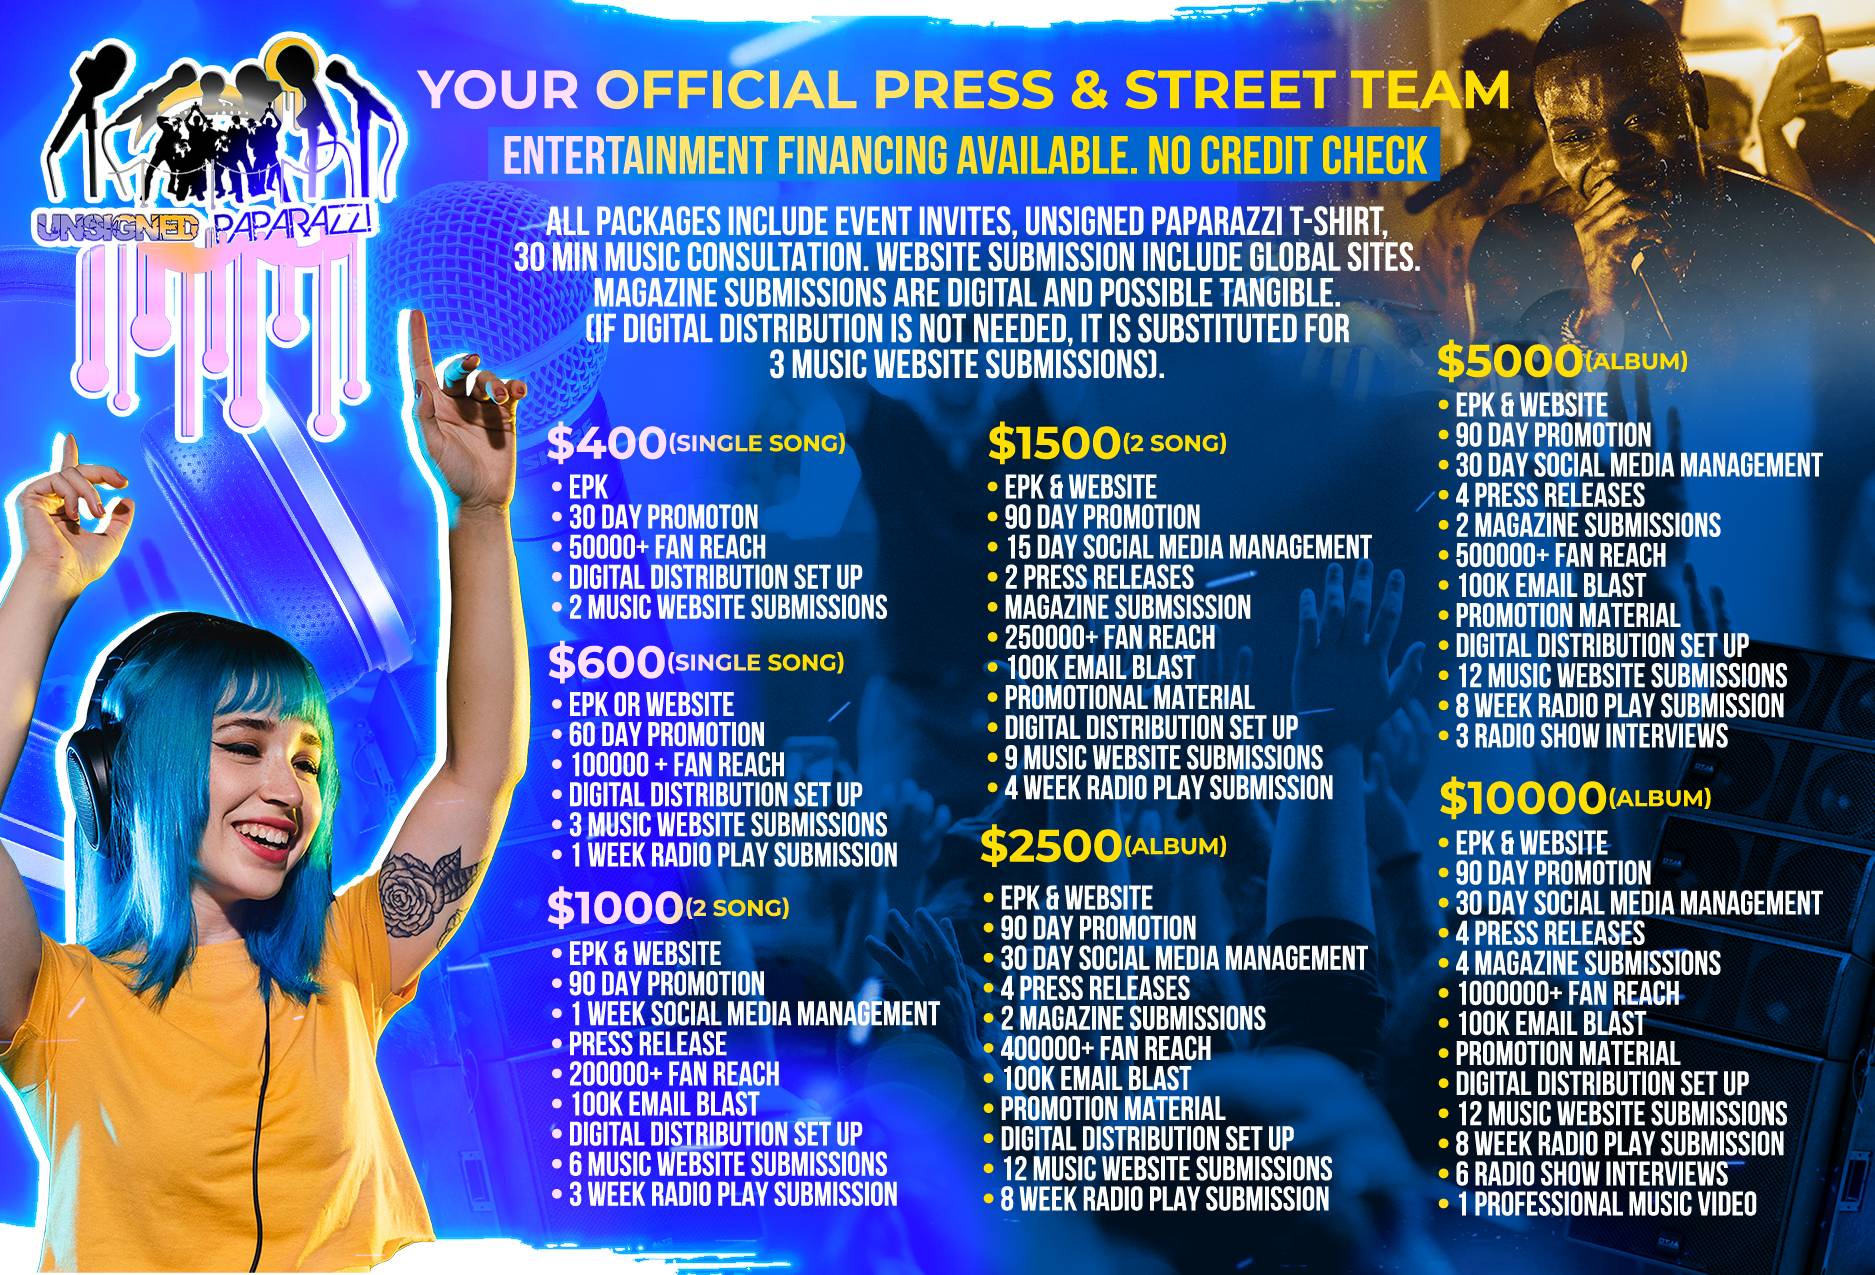 UNSIGNED PAPARAZZI
YOUR OFFICIAL PRESS & STREET TEAM
ENTERTAINMENT FINANCING AVAILABLE. NO CREDIT CHECK
ALL PACKAGES INCLUDE EVENT INVITES, UNSIGNED PAPARAZZI T-SHIRT,
30 MIN MUSIC CONSULTATION. WEBSITE SUBMISSION INCLUDE GLOBAL SITES.
MAGAZINE SUBMISSIONS ARE DIGITAL AND POSSIBLE TANGIBLE.
(IF DIGITAL DISTRIBUTION IS NOT NEEDED, IT IS SUBSTITUTED FOR
3 MUSIC WEBSITE SUBMISSIONS).
$400(SINGLE SONG)
• EPK
• 30 DAY PROMOTON
• 50000+ FAN REACH
• DIGITAL DISTRIBUTION SET UP
• 2 MUSIC WEBSITE SUBMISSIONS
$600(SINGLE SONG)
• EPK OR WEBSITE
• 60 DAY PROMOTION
• 100000 + FAN REACH
• DIGITAL DISTRIBUTION SET UP
• 3 MUSIC WEBSITE SUBMISSIONS
• 1 WEEK RADIO PLAY SUBMISSION
$1000(2 SONG)
• EPK & WEBSITE
• 90 DAY PROMOTION
• 1 WEEK SOCIAL MEDIA MANAGEMENT
• PRESS RELEASE
• 200000+ FAN REACH
• 100K EMAIL BLAST
• DIGITAL DISTRIBUTION SET UP
• 6 MUSIC WEBSITE SUBMISSIONS
• 3 WEEK RADIO PLAY SUBMISSION
$1500(2 SONG)
• EPK & WEBSITE
• 90 DAY PROMOTION
• 15 DAY SOCIAL MEDIA MANAGEMENT
• 2 PRESS RELEASES
• MAGAZINE SUBMSISSION
• 250000+ FAN REACH
• 100K EMAIL BLAST
• PROMOTIONAL MATERIAL
• DIGITAL DISTRIBUTION SET UP
• 9 MUSIC WEBSITE SUBMISSIONS
• 4 WEEK RADIO PLAY SUBMISSION
$2500(ALBUM)
• EPK & WEBSITE
• 90 DAY PROMOTION
• 30 DAY SOCIAL MEDIA MANAGEMENT
• 4 PRESS RELEASES
• 2 MAGAZINE SUBMISSIONS
• 400000+ FAN REACH
• 100K EMAIL BLAST
• PROMOTION MATERIAL
• DIGITAL DISTRIBUTION SET UP
• 12 MUSIC WEBSITE SUBMISSIONS
• 8 WEEK RADIO PLAY SUBMISSION
$5000(ALBUM)
• EPK & WEBSITE
• 90 DAY PROMOTION
• 30 DAY SOCIAL MEDIA MANAGEMENT
• 4 PRESS RELEASES
• 2 MAGAZINE SUBMISSIONS
• 500000+ FAN REACH
• 100K EMAIL BLAST
• PROMOTION MATERIAL
• DIGITAL DISTRIBUTION SET UP
• 12 MUSIC WEBSITE SUBMISSIONS
• 8 WEEK RADIO PLAY SUBMISSION
• 3 RADIO SHOW INTERVIEWS
$10000(ALBUM)
• EPK & WEBSITE
• 90 DAY PROMOTION
• 30 DAY SOCIAL MEDIA MANAGEMENT
• 4 PRESS RELEASES
• 4 MAGAZINE SUBMISSIONS
• 1000000+ FAN REACH
• 100K EMAIL BLAST
• PROMOTION MATERIAL
• DIGITAL DISTRIBUTION SET UP
• 12 MUSIC WEBSITE SUBMISSIONS
• 8 WEEK RADIO PLAY SUBMISSION
• 6 RADIO SHOW INTERVIEWS
• 1 PROFESSIONAL MUSIC VIDEO